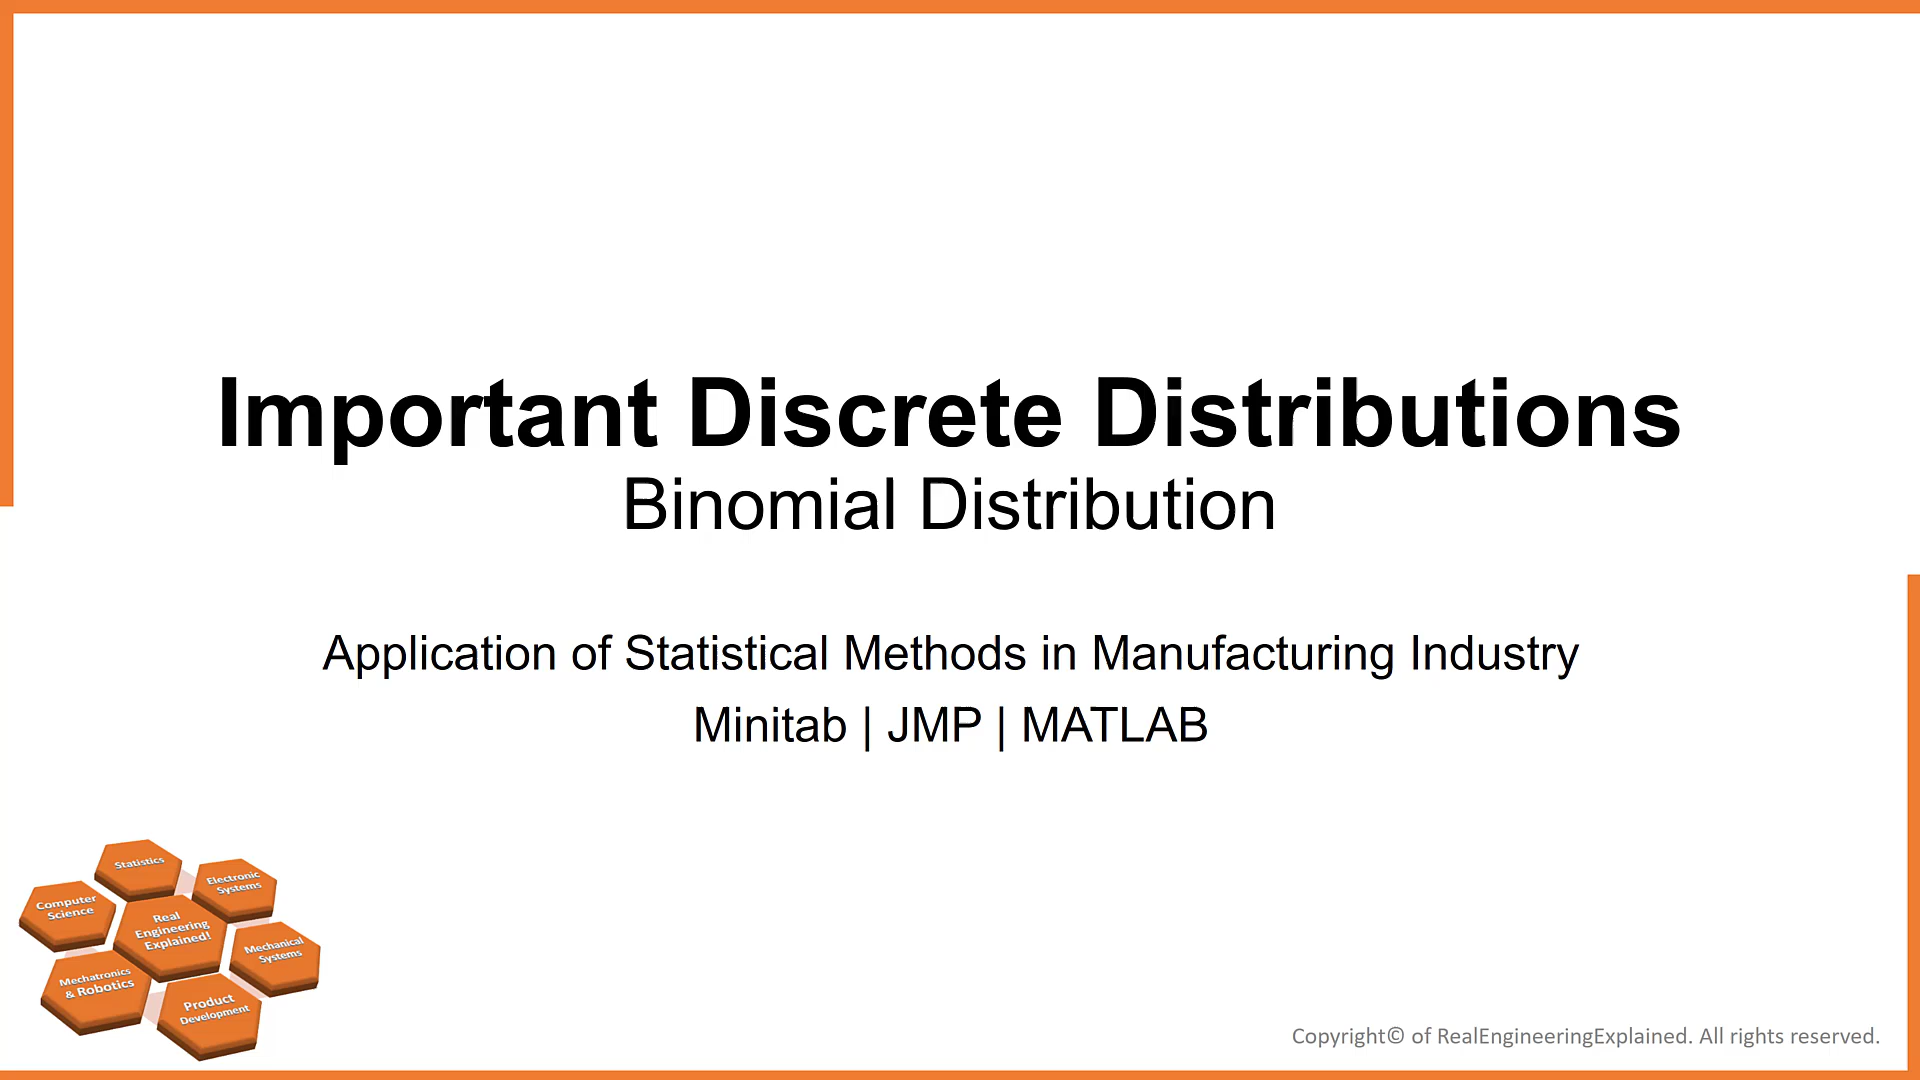 Important Discrete Distributions
Binomial Distribution
Application of Statistical Methods in Manufacturing Industry
Minitab | JMP | MATLAB
Statistics
Electronic
Systems
Computer
Science
Real
Engineering
Explained!
Mechanical
Systems
Mechatronics
& Robotics
Product
Development
Copyright© of RealEngineeringExplained. All rights reserved.